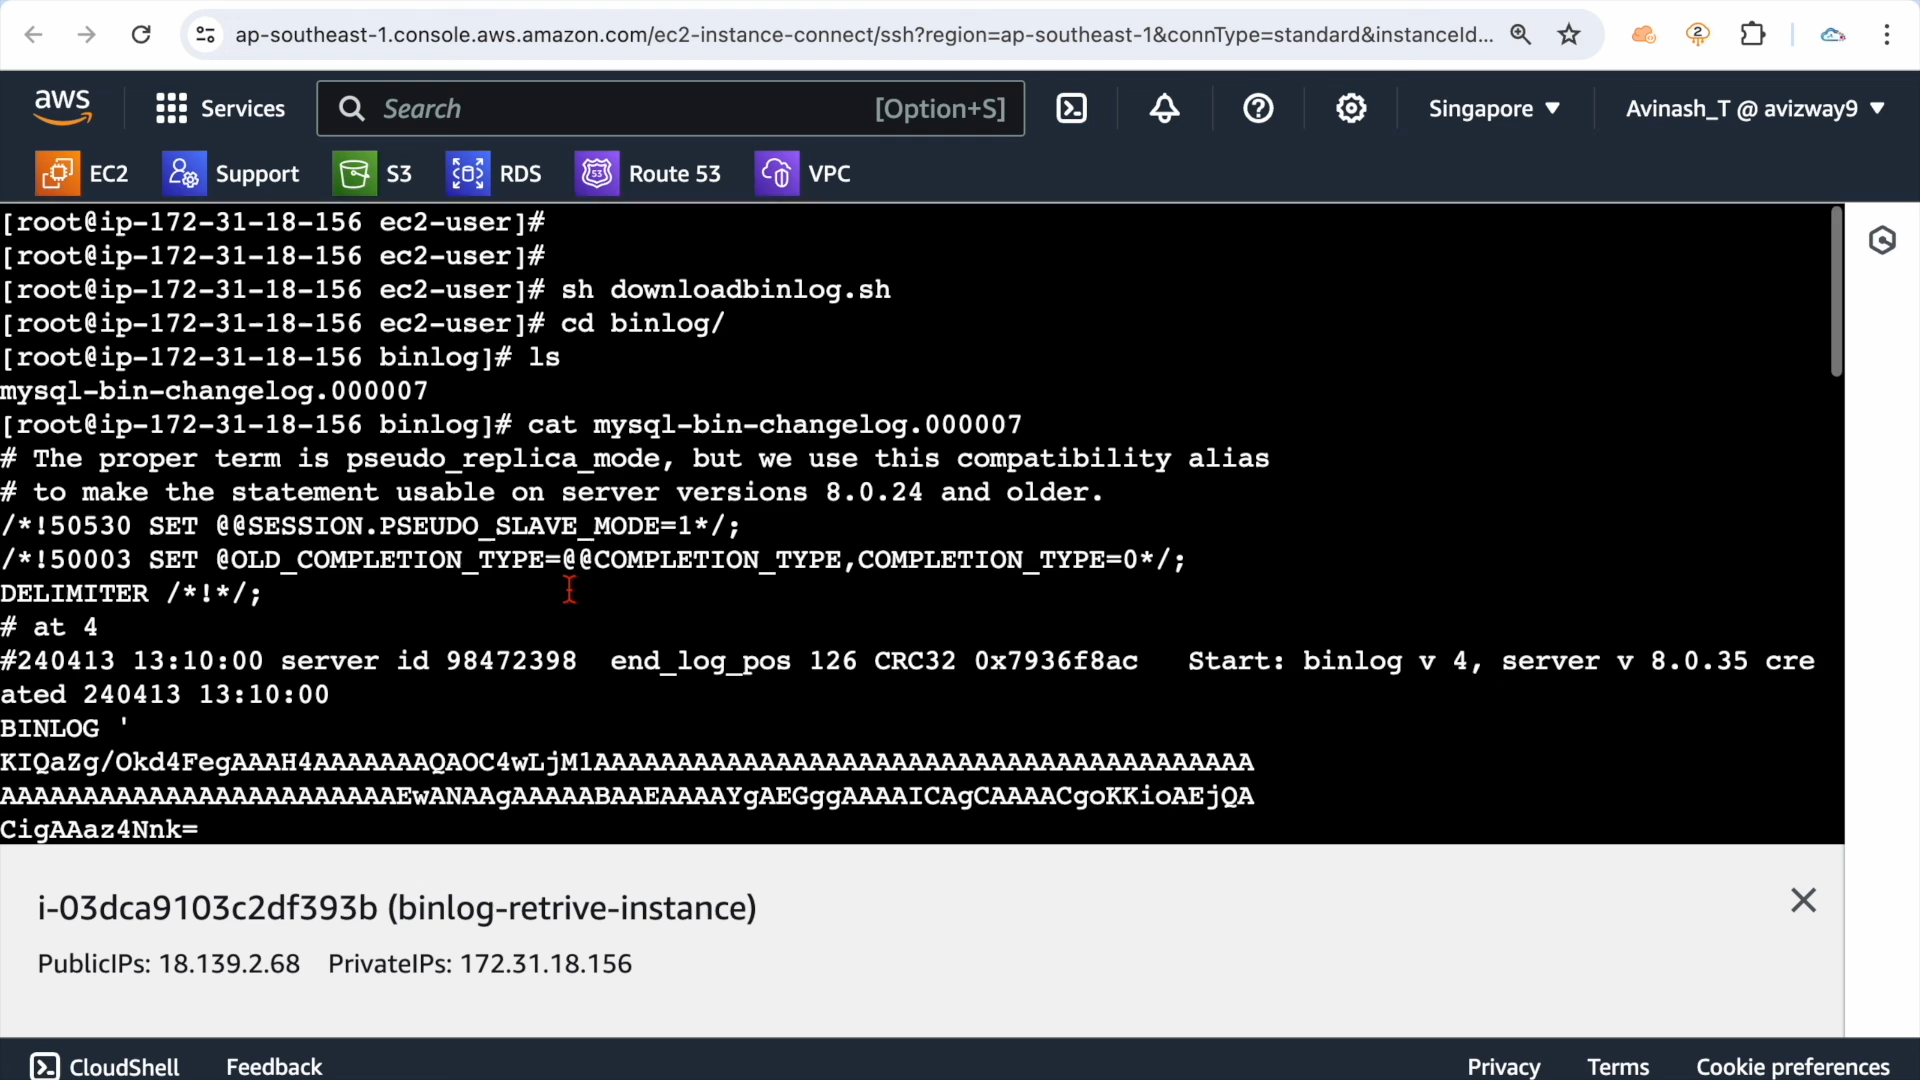 ap-southeast-1.console.aws.amazon.com/ec2-instance-connect/ssh?region=ap-southeast-1&connType=standard&instanceId...
2
aws
Services
Search
[Option+S]
Singapore
Avinash_T @ avizway9
EC2
Support
S3
RDS
53
Route 53
VPC
[root@ip-172-31-18-156 ec2-user]#
[root@ip-172-31-18-156 ec2-user]#
[root@ip-172-31-18-156 ec2-user]# sh downloadbinlog.sh
[root@ip-172-31-18-156 ec2-user]# cd binlog/
[root@ip-172-31-18-156 binlog]# ls
mysql-bin-changelog.000007
[root@ip-172-31-18-156 binlog]# cat mysql-bin-changelog.000007
# The proper term is pseudo_replica_mode, but we use this compatibility alias
# to make the statement usable on server versions 8.0.24 and older.
/*!50530 SET @@SESSION.PSEUDO_SLAVE_MODE=1*/;
/*!50003 SET @OLD_COMPLETION_TYPE=@@COMPLETION_TYPE,COMPLETION_TYPE=0*/;
DELIMITER /*!*/;
# at 4
#240413 13:10:00 server id 98472398  end_log_pos 126 CRC32 0x7936f8ac   Start: binlog v 4, server v 8.0.35 cre
ated 240413 13:10:00
BINLOG '
KIQaZg/Okd4FegAAAH4AAAAAAAQAOC4wLjM1AAAAAAAAAAAAAAAAAAAAAAAAAAAAAAAAAAAAAAAA
AAAAAAAAAAAAAAAAAAAAAAAAEwANAAgAAAAABAAEAAAAYgAEGggAAAAICAgCAAAACgoKKioAEjQA
CigAAaz4Nnk=
i-03dca9103c2df393b (binlog-retrive-instance)
PublicIPs: 18.139.2.68 PrivateIPs: 172.31.18.156
CloudShell
Feedback
Privacy
Terms
Cookie preferences